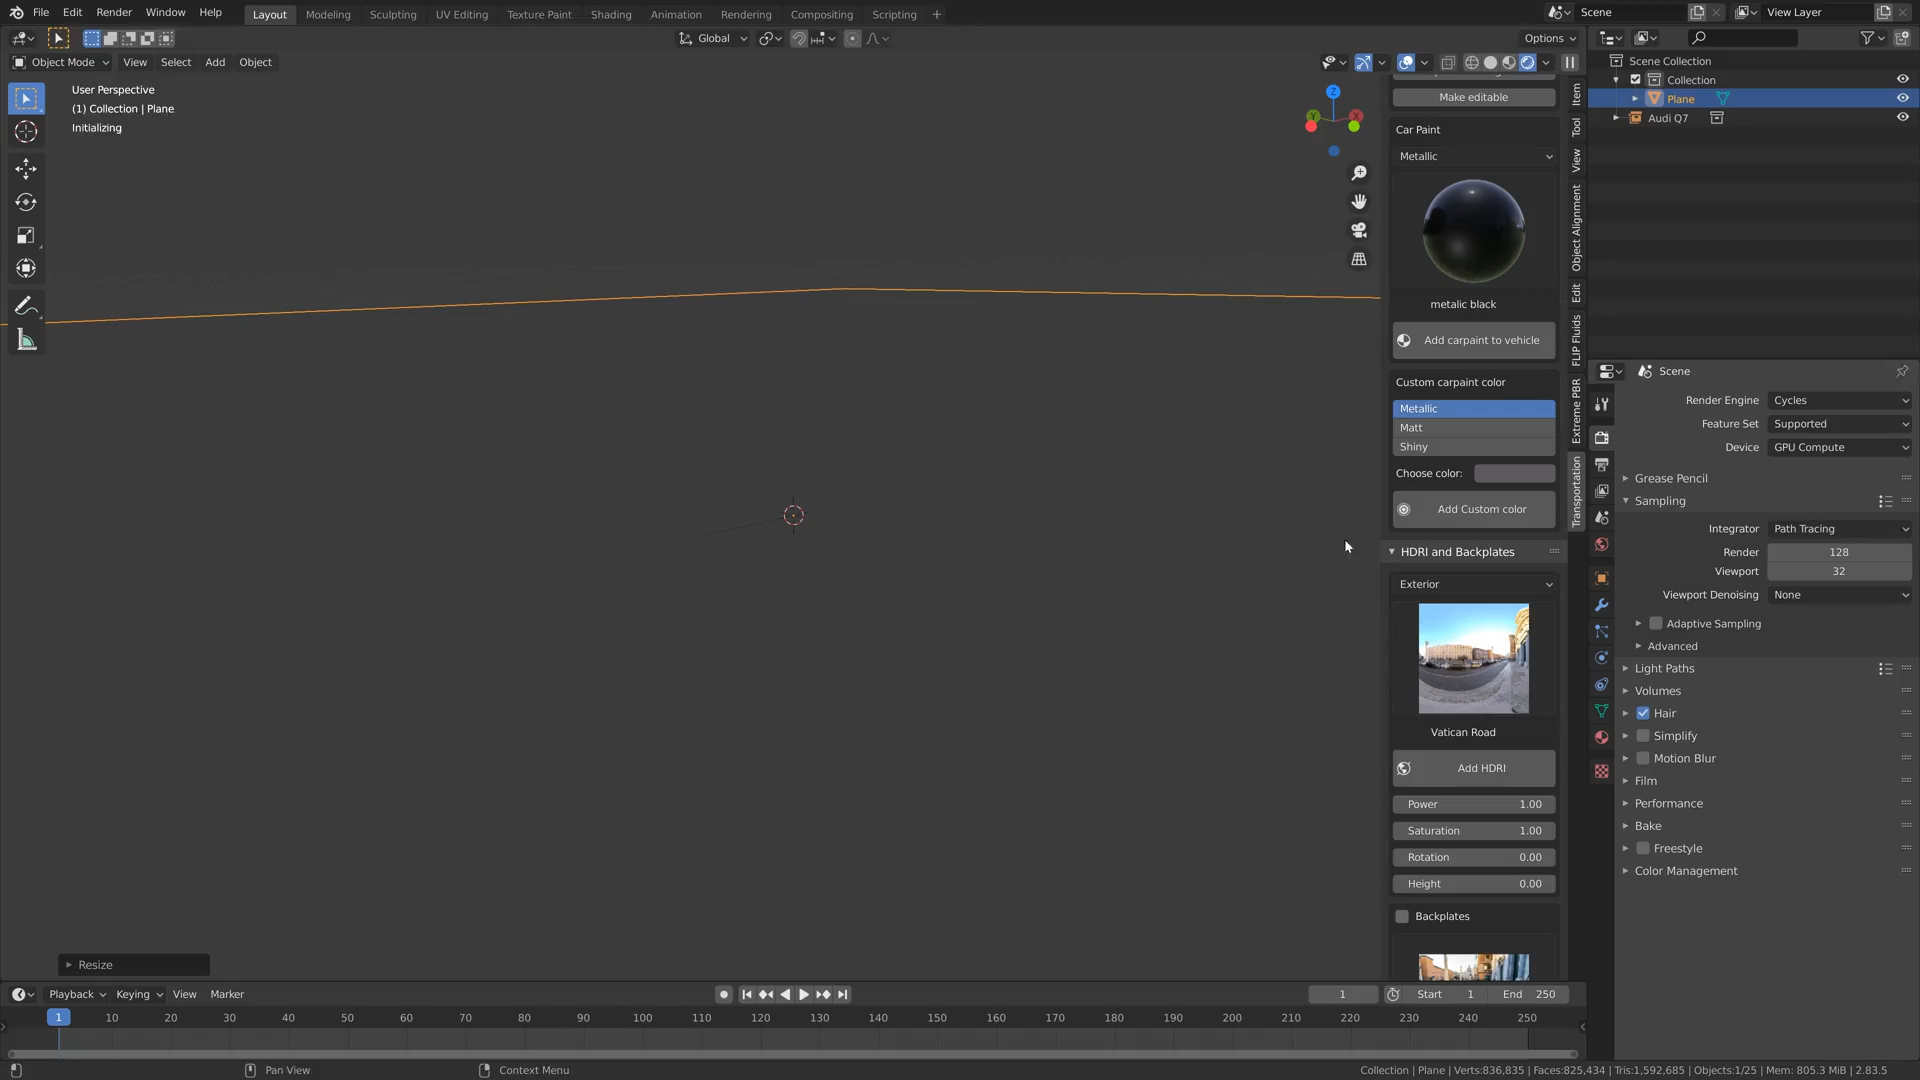 File Edit Render Window Help Layout Modeling Sculpting UV Editing Texture Paint Shading Animation Rendering Compositing Scripting + Scene View Layer
Global Options
Object Mode View Select Add Object
User Perspective
(1) Collection | Plane
Initializing
Z
Y
X
Make editable
Car Paint
Metallic
metalic black
Add carpaint to vehicle
Custom carpaint color
Metallic
Matt
Shiny
Choose color:
Add Custom color
HDRI and Backplates
Exterior
Vatican Road
Add HDRI
Power 1.00
Saturation 1.00
Rotation 0.00
Height 0.00
Backplates
Item
Tool
View
Object Alignment
Edit
FLIP Fluids
Extreme PBR
Transportation
Scene Collection
Collection
Plane
Audi Q7
Scene
Render Engine Cycles
Feature Set Supported
Device GPU Compute
Grease Pencil
Sampling
Integrator Path Tracing
Render 128
Viewport 32
Viewport Denoising None
Adaptive Sampling
Advanced
Light Paths
Volumes
Hair
Simplify
Motion Blur
Film
Performance
Bake
Freestyle
Color Management
Resize
Playback Keying View Marker 1 Start 1 End 250
1 10 20 30 40 50 60 70 80 90 100 110 120 130 140 150 160 170 180 190 200 210 220 230 240 250
Pan View Context Menu Collection | Plane | Verts:836,835 | Faces:825,434 | Tris:1,592,685 | Objects:1/25 | Mem: 805.3 MiB | 2.83.5